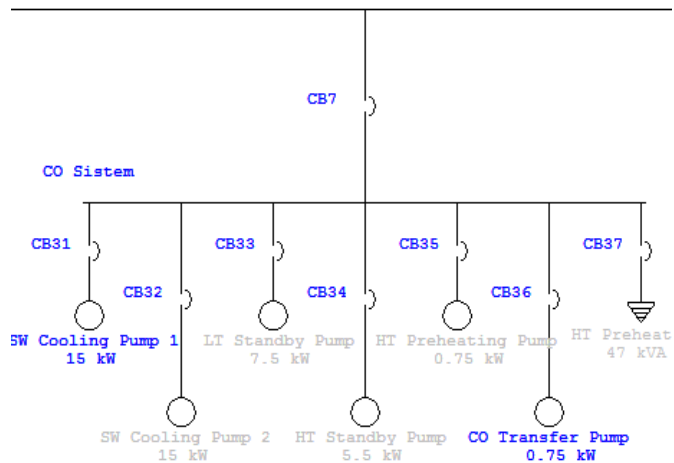 CB7
CO Sistem
CB31
CB33
CB35
CB37
CB32
CB34
CB36
SW Cooling Pump 1
15 kW
LT Standby Pump
7.5 kW
HT Preheating Pump
0.75 kW
HT Preheat
47 kVA
SW Cooling Pump 2
15 kW
HT Standby Pump
5.5 kW
CO Transfer Pump
0.75 kW